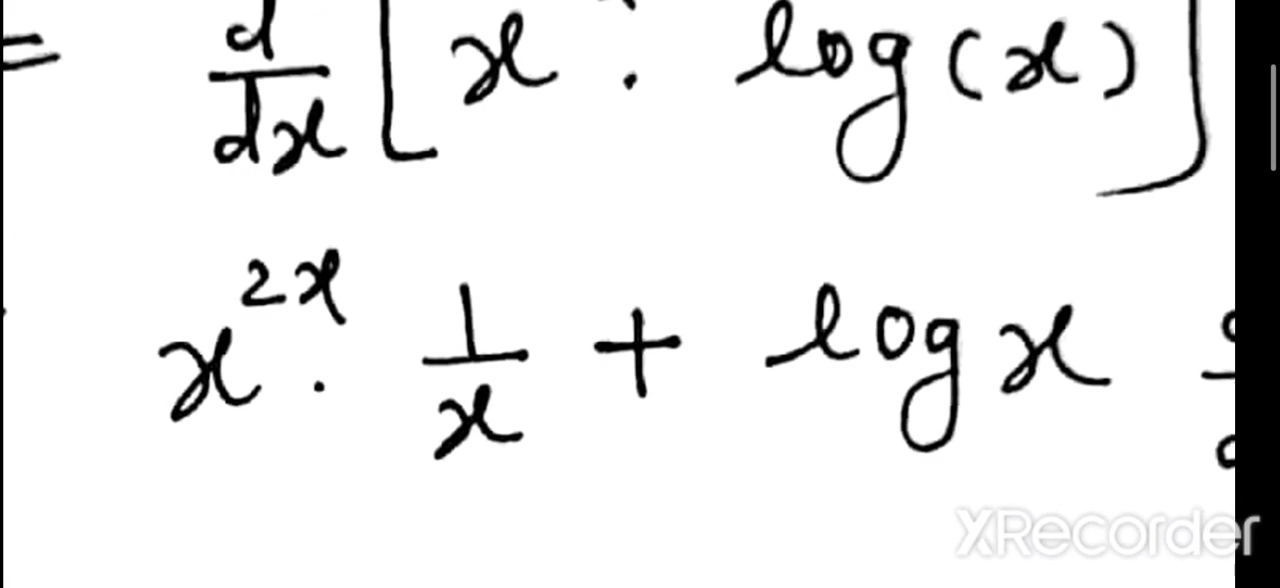 = d/dx [x . log(x)]
x^2x . 1/x + log x
XRecorder